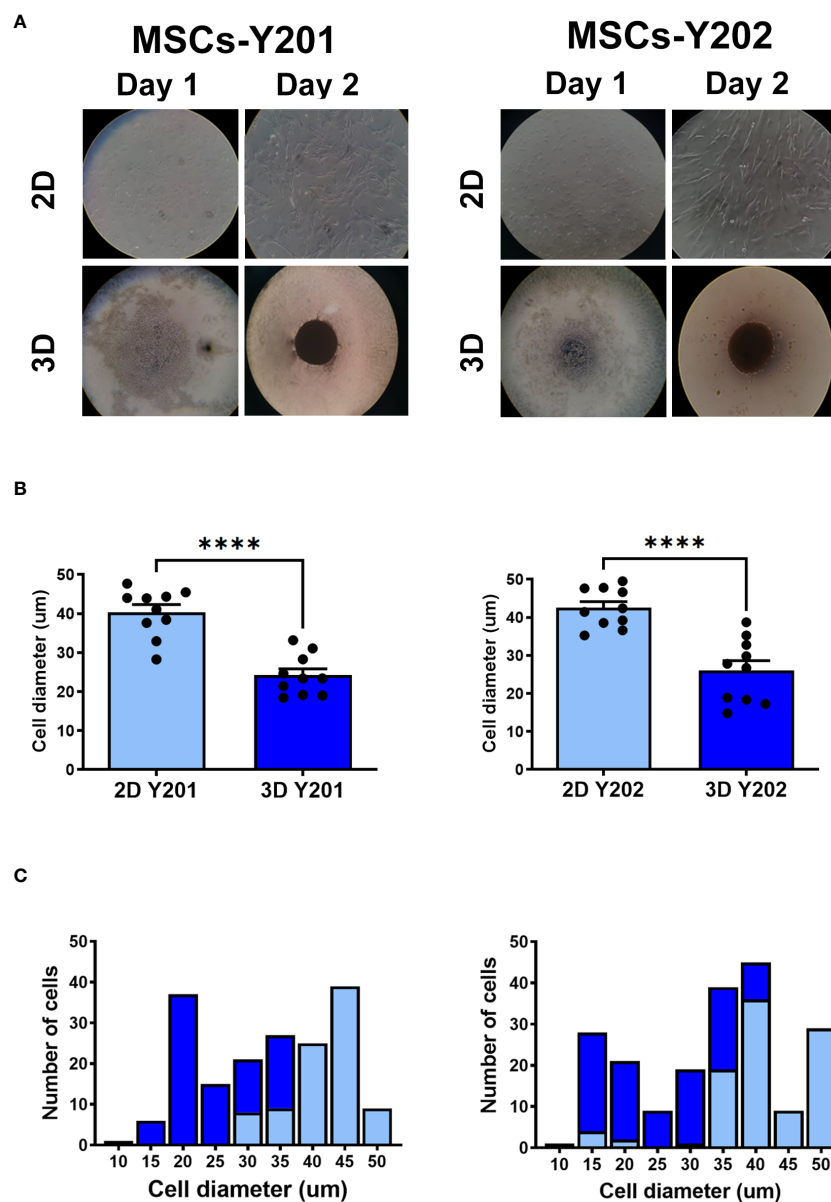 A
MSCs-Y201
MSCs-Y202
Day 1 Day 2
Day 1 Day 2
2D
2D
3D
3D
B
****
****
Cell diameter (um)
50
40
30
20
10
0
2D Y201 3D Y201
Cell diameter (um)
50
40
30
20
10
0
2D Y202 3D Y202
C
Number of cells
50
40
30
20
10
0
10 15 20 25 30 35 40 45 50
Cell diameter (um)
Number of cells
50
40
30
20
10
0
10 15 20 25 30 35 40 45 50
Cell diameter (um)